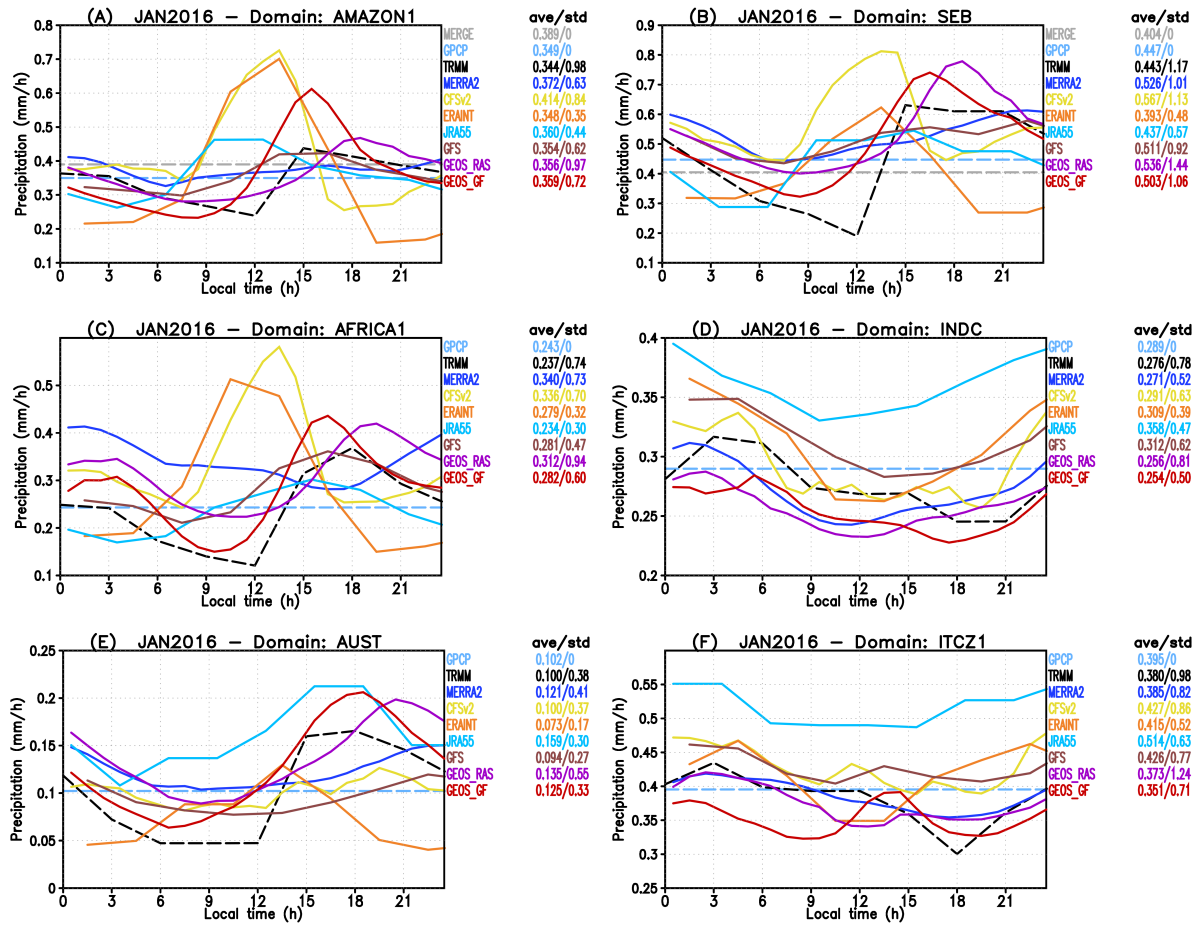 (A) JAN2016 – Domain: AMAZON1 ave/std
Precipitation (mm/h)
0.8
0.7
0.6
0.5
0.4
0.3
0.2
0.1
0 3 6 9 12 15 18 21
Local time (h)
MERGE 0.389/0
GPCP 0.349/0
TRMM 0.344/0.98
MERRA2 0.372/0.63
CFSv2 0.414/0.84
ERAINT 0.348/0.35
JRA55 0.360/0.44
GFS 0.354/0.62
GEOS_RAS 0.356/0.97
GEOS_GF 0.359/0.72
(B) JAN2016 – Domain: SEB ave/std
Precipitation (mm/h)
0.9
0.8
0.7
0.6
0.5
0.4
0.3
0.2
0.1
0 3 6 9 12 15 18 21
Local time (h)
MERGE 0.404/0
GPCP 0.447/0
TRMM 0.443/1.17
MERRA2 0.526/1.01
CFSv2 0.567/1.13
ERAINT 0.393/0.48
JRA55 0.437/0.57
GFS 0.511/0.92
GEOS_RAS 0.536/1.44
GEOS_GF 0.503/1.06
(C) JAN2016 – Domain: AFRICA1 ave/std
Precipitation (mm/h)
0.5
0.4
0.3
0.2
0.1
0 3 6 9 12 15 18 21
Local time (h)
GPCP 0.243/0
TRMM 0.237/0.74
MERRA2 0.340/0.73
CFSv2 0.336/0.70
ERAINT 0.279/0.32
JRA55 0.234/0.30
GFS 0.281/0.47
GEOS_RAS 0.312/0.94
GEOS_GF 0.282/0.60
(D) JAN2016 – Domain: INDC ave/std
Precipitation (mm/h)
0.4
0.35
0.3
0.25
0.2
0 3 6 9 12 15 18 21
Local time (h)
GPCP 0.289/0
TRMM 0.276/0.78
MERRA2 0.271/0.52
CFSv2 0.291/0.63
ERAINT 0.309/0.39
JRA55 0.358/0.47
GFS 0.312/0.62
GEOS_RAS 0.256/0.81
GEOS_GF 0.254/0.50
(E) JAN2016 – Domain: AUST ave/std
Precipitation (mm/h)
0.25
0.2
0.15
0.1
0.05
0
0 3 6 9 12 15 18 21
Local time (h)
GPCP 0.102/0
TRMM 0.100/0.38
MERRA2 0.121/0.41
CFSv2 0.100/0.37
ERAINT 0.073/0.17
JRA55 0.159/0.30
GFS 0.094/0.27
GEOS_RAS 0.135/0.55
GEOS_GF 0.125/0.33
(F) JAN2016 – Domain: ITCZ1 ave/std
Precipitation (mm/h)
0.55
0.5
0.45
0.4
0.35
0.3
0.25
0 3 6 9 12 15 18 21
Local time (h)
GPCP 0.395/0
TRMM 0.380/0.98
MERRA2 0.385/0.82
CFSv2 0.427/0.86
ERAINT 0.415/0.52
JRA55 0.514/0.63
GFS 0.426/0.77
GEOS_RAS 0.373/1.24
GEOS_GF 0.351/0.71